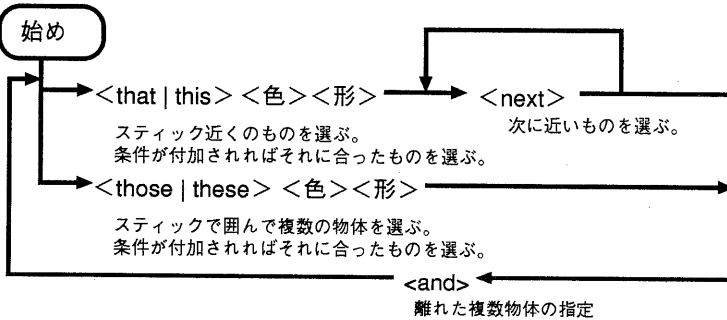 始め
<that | this> <色><形>
<next>
次に近いものを選ぶ。
スティック近くのものを選ぶ。
条件が付加されればそれに合ったものを選ぶ。
<those | these> <色><形>
スティックで囲んで複数の物体を選ぶ。
条件が付加されればそれに合ったものを選ぶ。
<and>
離れた複数物体の指定